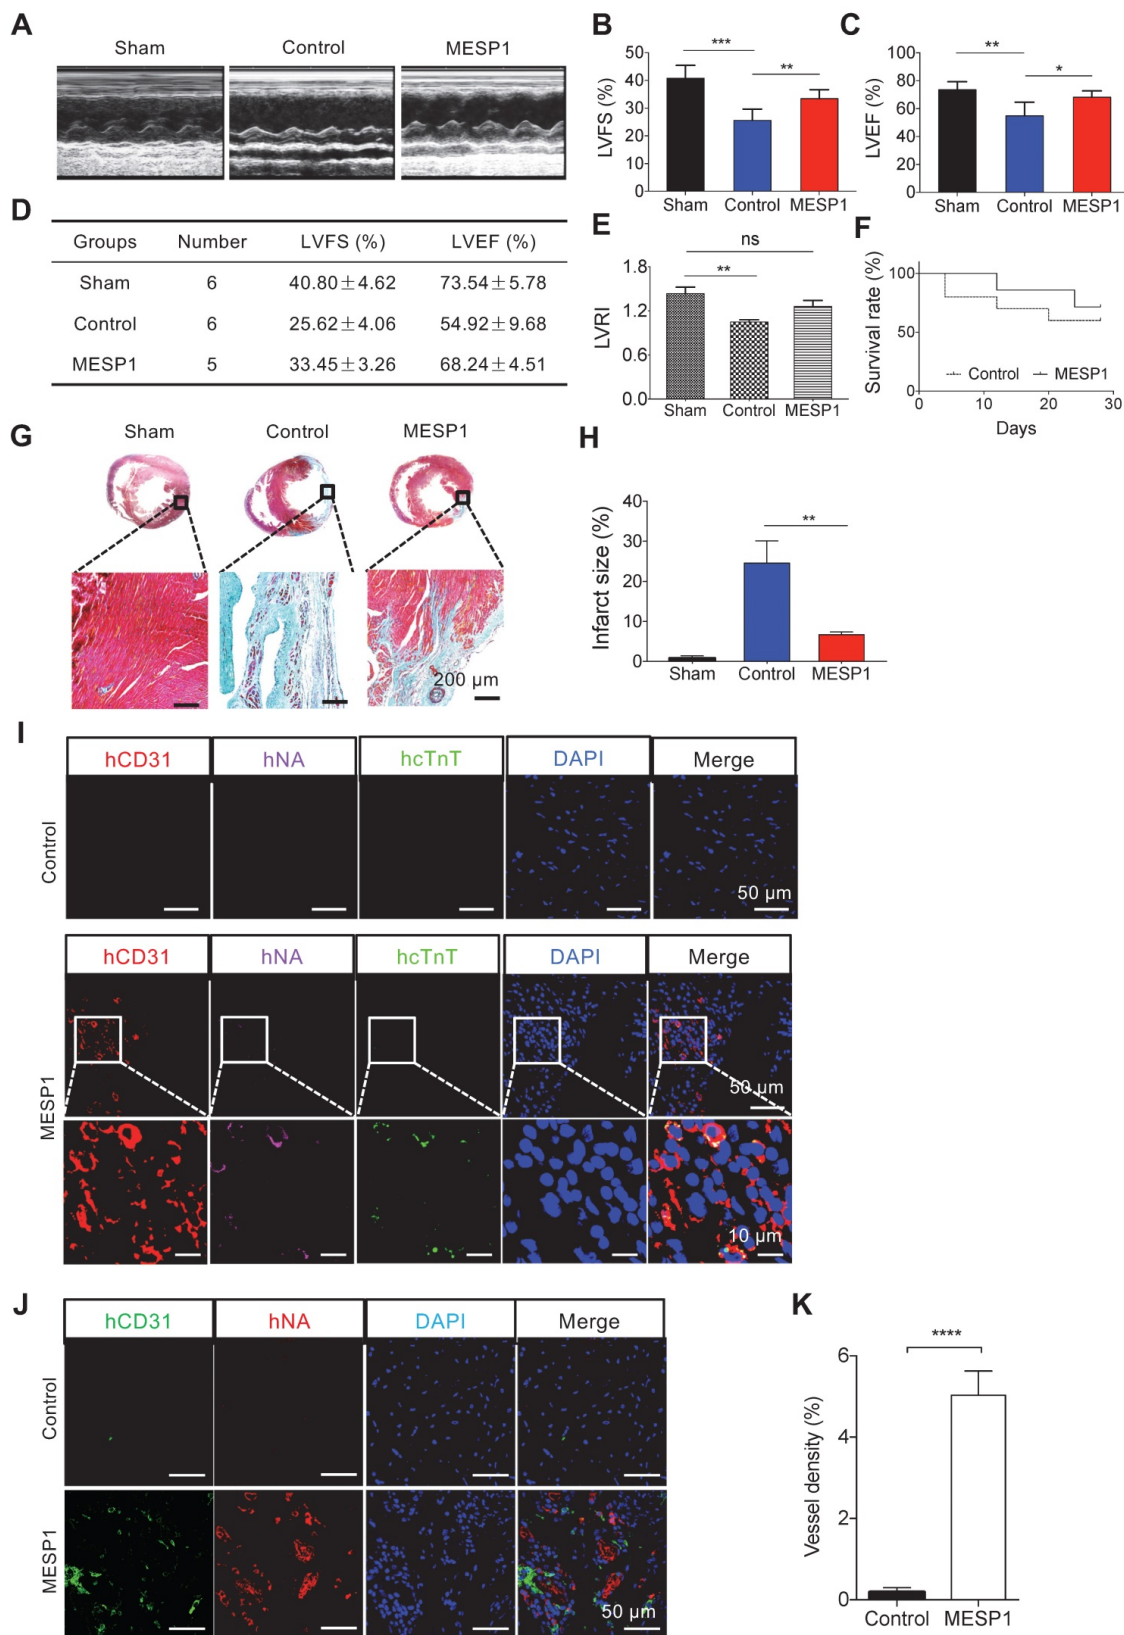 A
Sham Control MESP1
B
LVFS (%)
50
40
30
20
10
0
***
**
Sham Control MESP1
C
LVEF (%)
100
80
60
40
20
0
**
*
Sham Control MESP1
D
Groups Number LVFS (%) LVEF (%)
Sham 6 40.80±4.62 73.54±5.78
Control 6 25.62±4.06 54.92±9.68
MESP1 5 33.45±3.26 68.24±4.51
E
LVRI
1.8
1.2
0.6
0.0
ns
**
Sham Control MESP1
F
Survival rate (%)
100
50
0
Control MESP1
0 10 20 30
Days
G
Sham Control MESP1
200 µm
H
Infarct size (%)
40
30
20
10
0
**
Sham Control MESP1
I
hCD31 hNA hcTnT DAPI Merge
Control
50 µm
hCD31 hNA hcTnT DAPI Merge
MESP1
50 µm
10 µm
J
hCD31 hNA DAPI Merge
Control
MESP1
50 µm
K
Vessel density (%)
6
4
2
0
****
Control MESP1